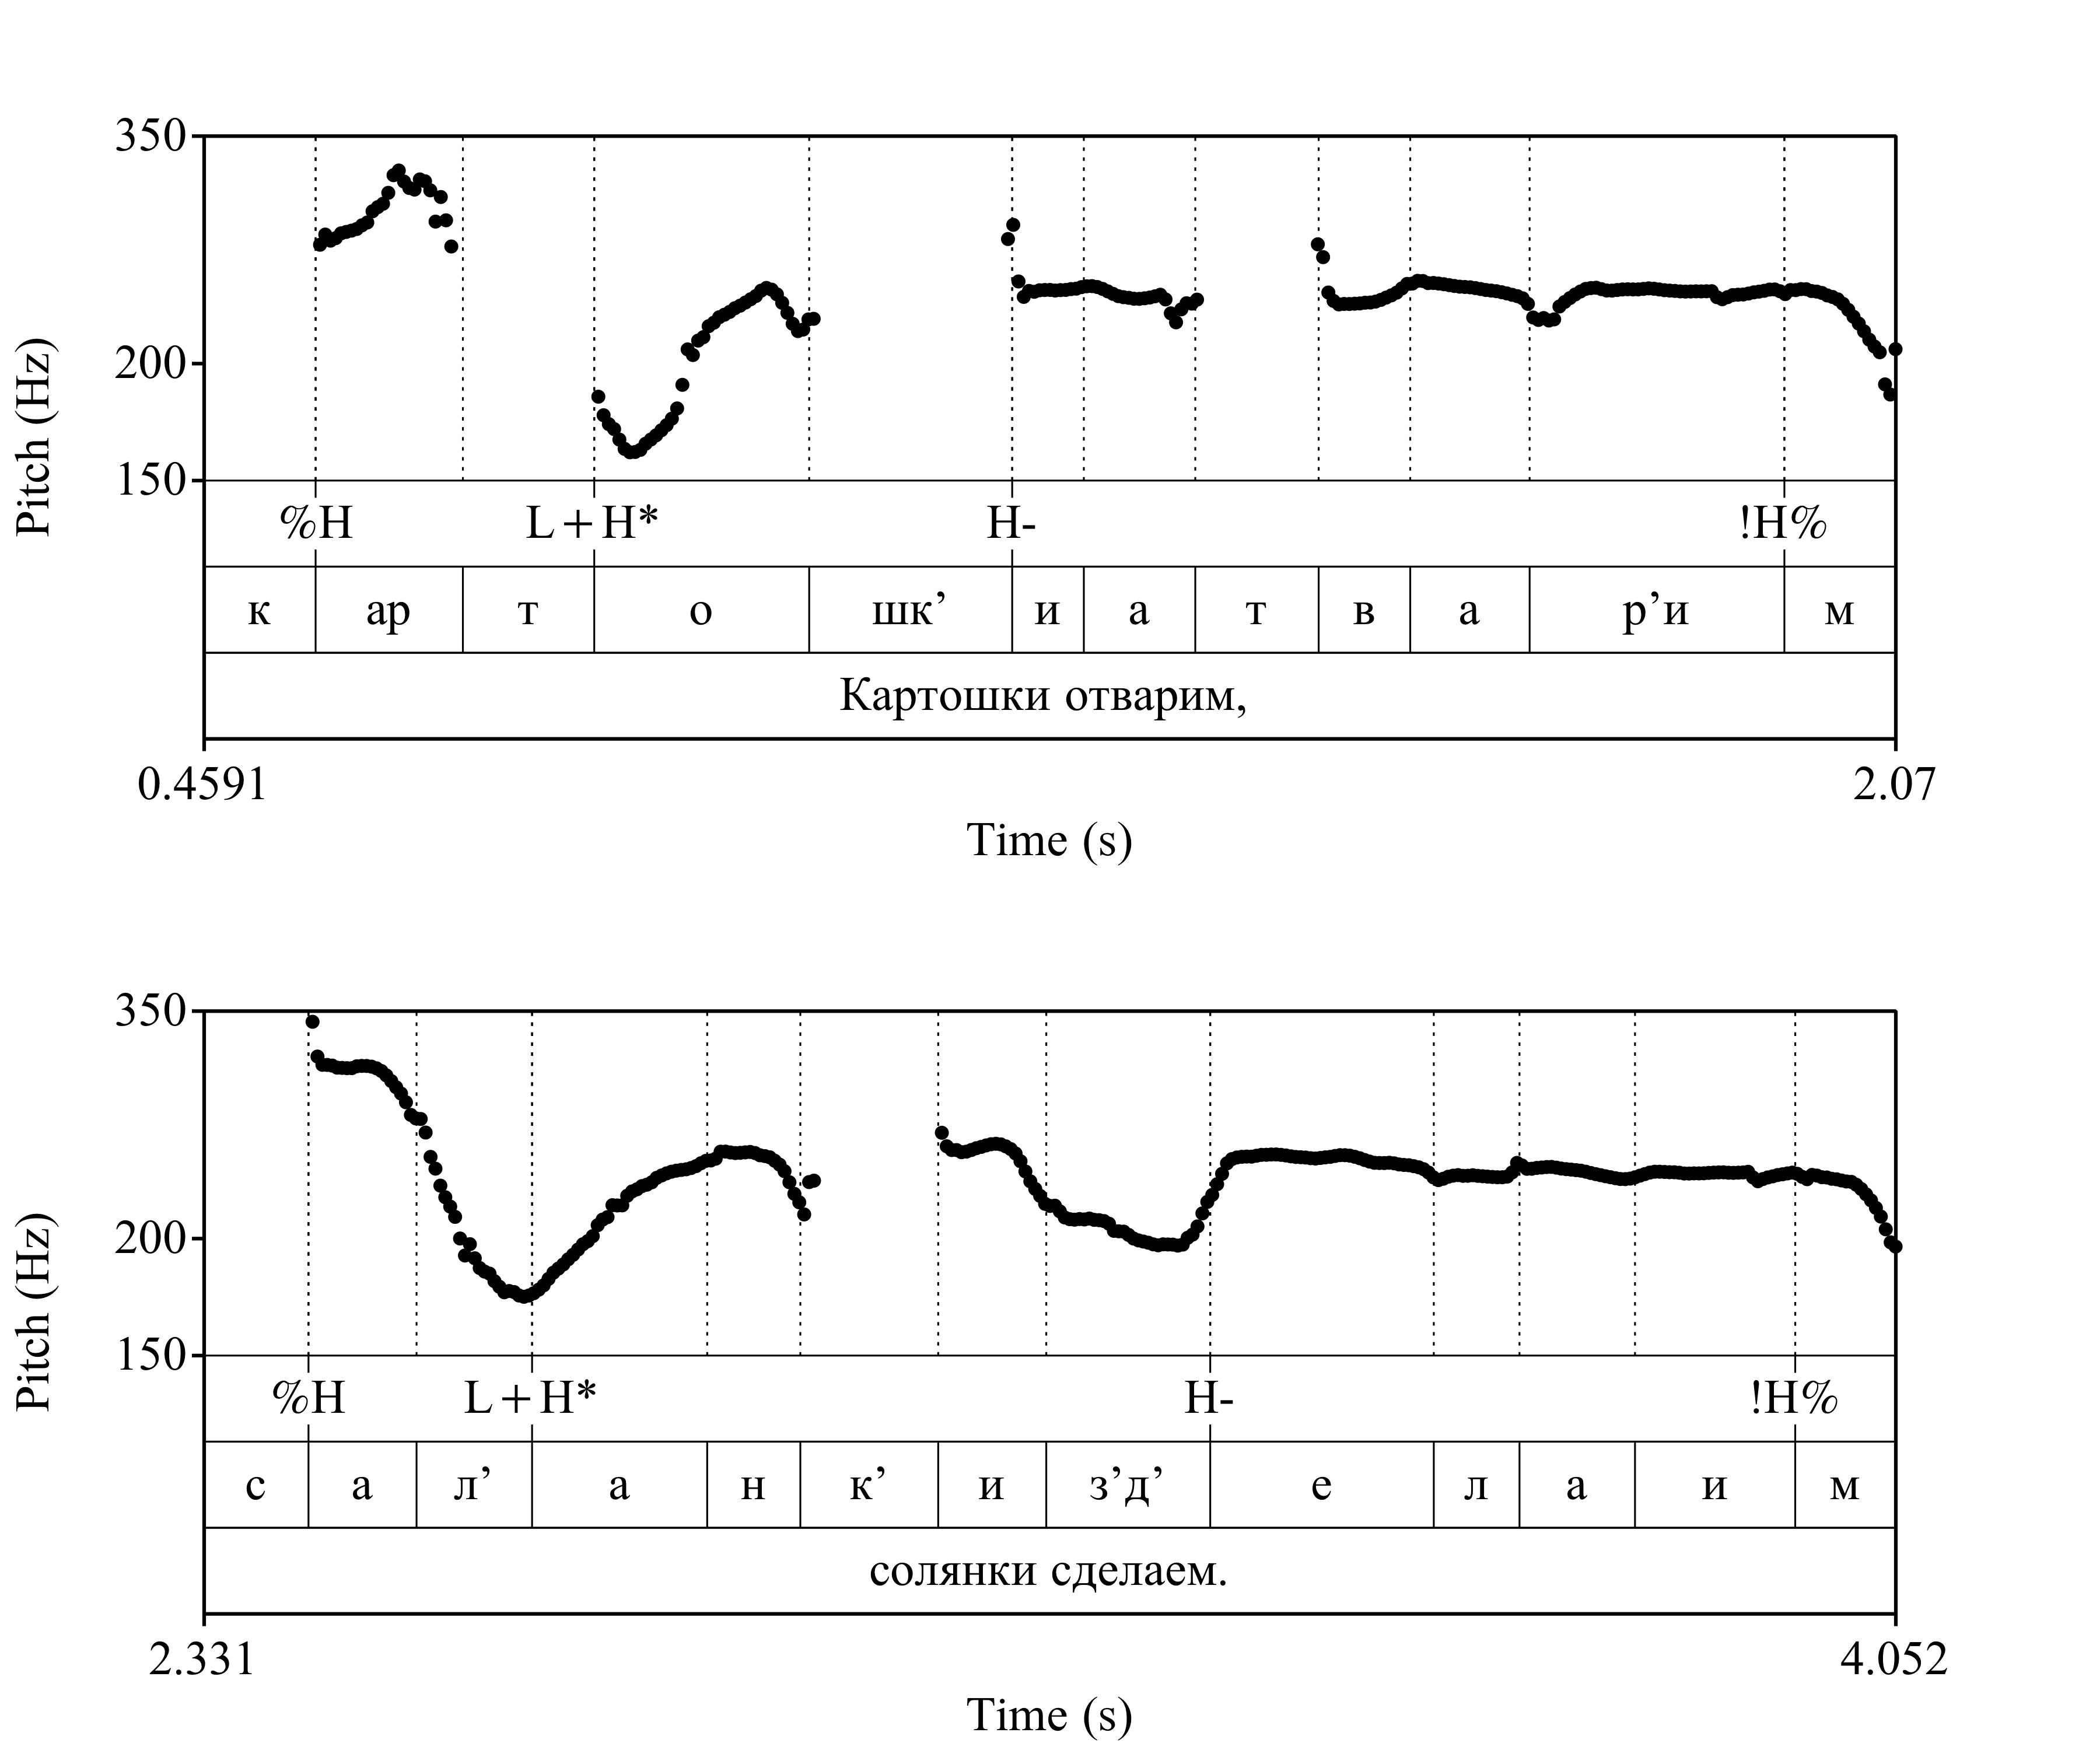 350
200
150
Pitch (Hz)
%H L+H* H- !H%
к ар т о шк’ и а т в а р’и м
Картошки отварим,
0.4591 2.07
Time (s)
350
200
150
Pitch (Hz)
%H L+H* H- !H%
с а л’ а н к’ и з’д’ е л а и м
солянки сделаем.
2.331 4.052
Time (s)